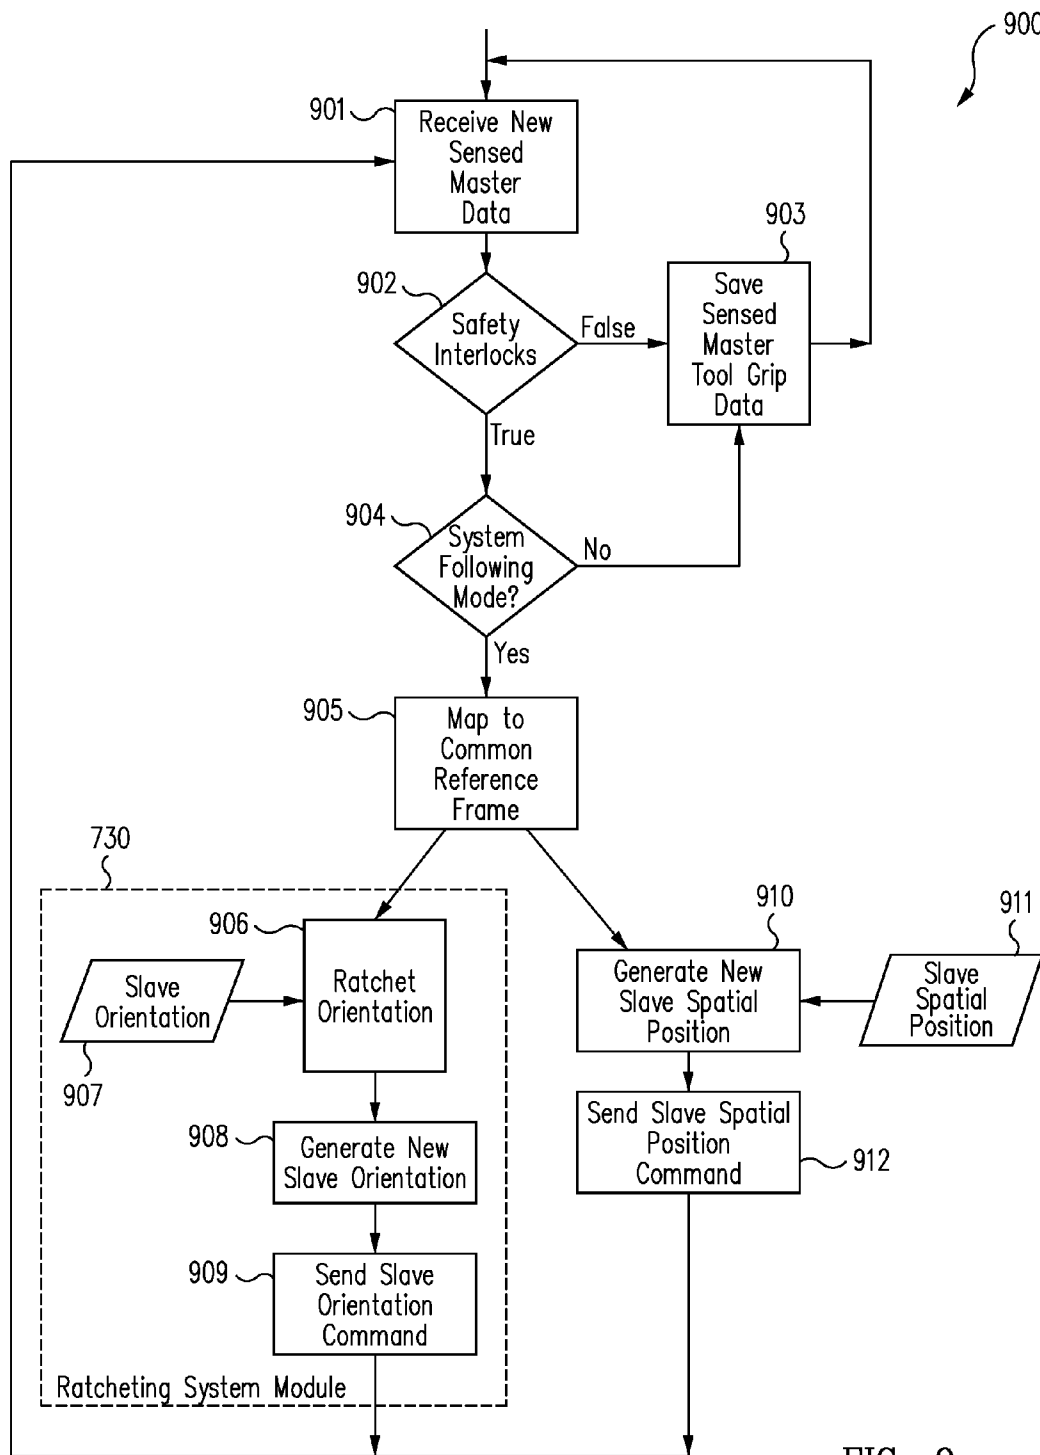 900
901
Receive New
Sensed
Master
Data
902
Safety
Interlocks
False
903
Save
Sensed
Master
Tool Grip
Data
True
904
System
Following
Mode?
No
Yes
905
Map to
Common
Reference
Frame
730
906
Ratchet
Orientation
Slave
Orientation
907
908
Generate New
Slave Orientation
909
Send Slave
Orientation
Command
Ratcheting System Module
910
Generate New
Slave Spatial
Position
911
Slave
Spatial
Position
Send Slave Spatial
Position
Command
912
FIG. 9